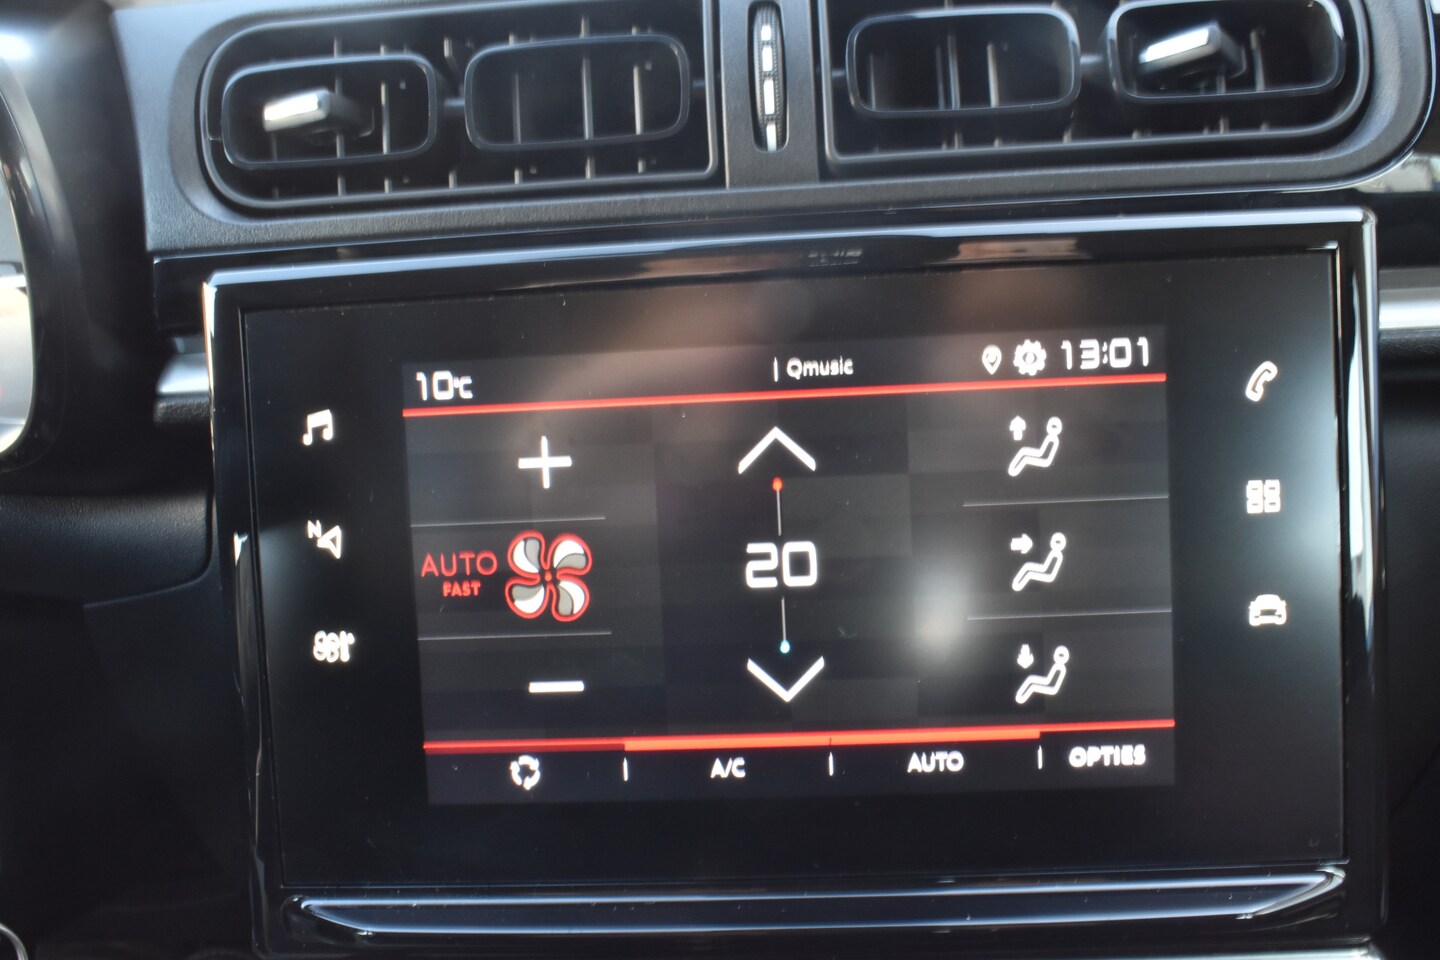 10°C
Qmusic
13:01
N
AUTO
FAST
20
A/C
AUTO
OPTIES